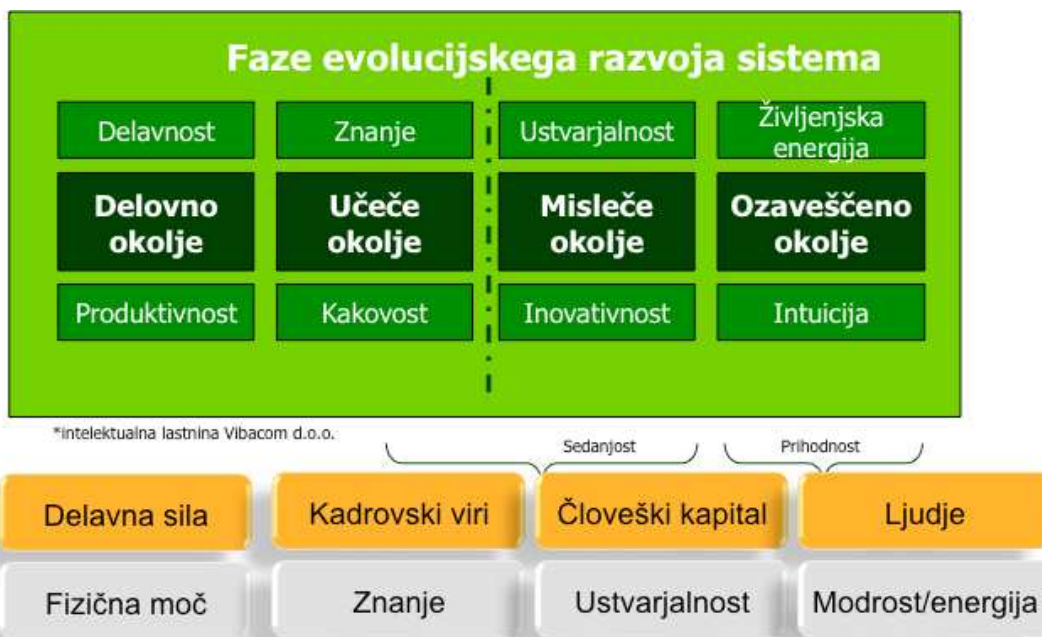 Faze evolucijskega razvoja sistema
Delavnost
Znanje
Ustvarjalnost
Življenjska
energija
Delovno
okolje
Učeče
okolje
Misleče
okolje
Ozaveščeno
okolje
Produktivnost
Kakovost
Inovativnost
Intuicija
*intelektualna lastnina Vibacom d.o.o.
Sedanjost
Prihodnost
Delavna sila
Kadrovski viri
Človeški kapital
Ljudje
Fizična moč
Znanje
Ustvarjalnost
Modrost/energija